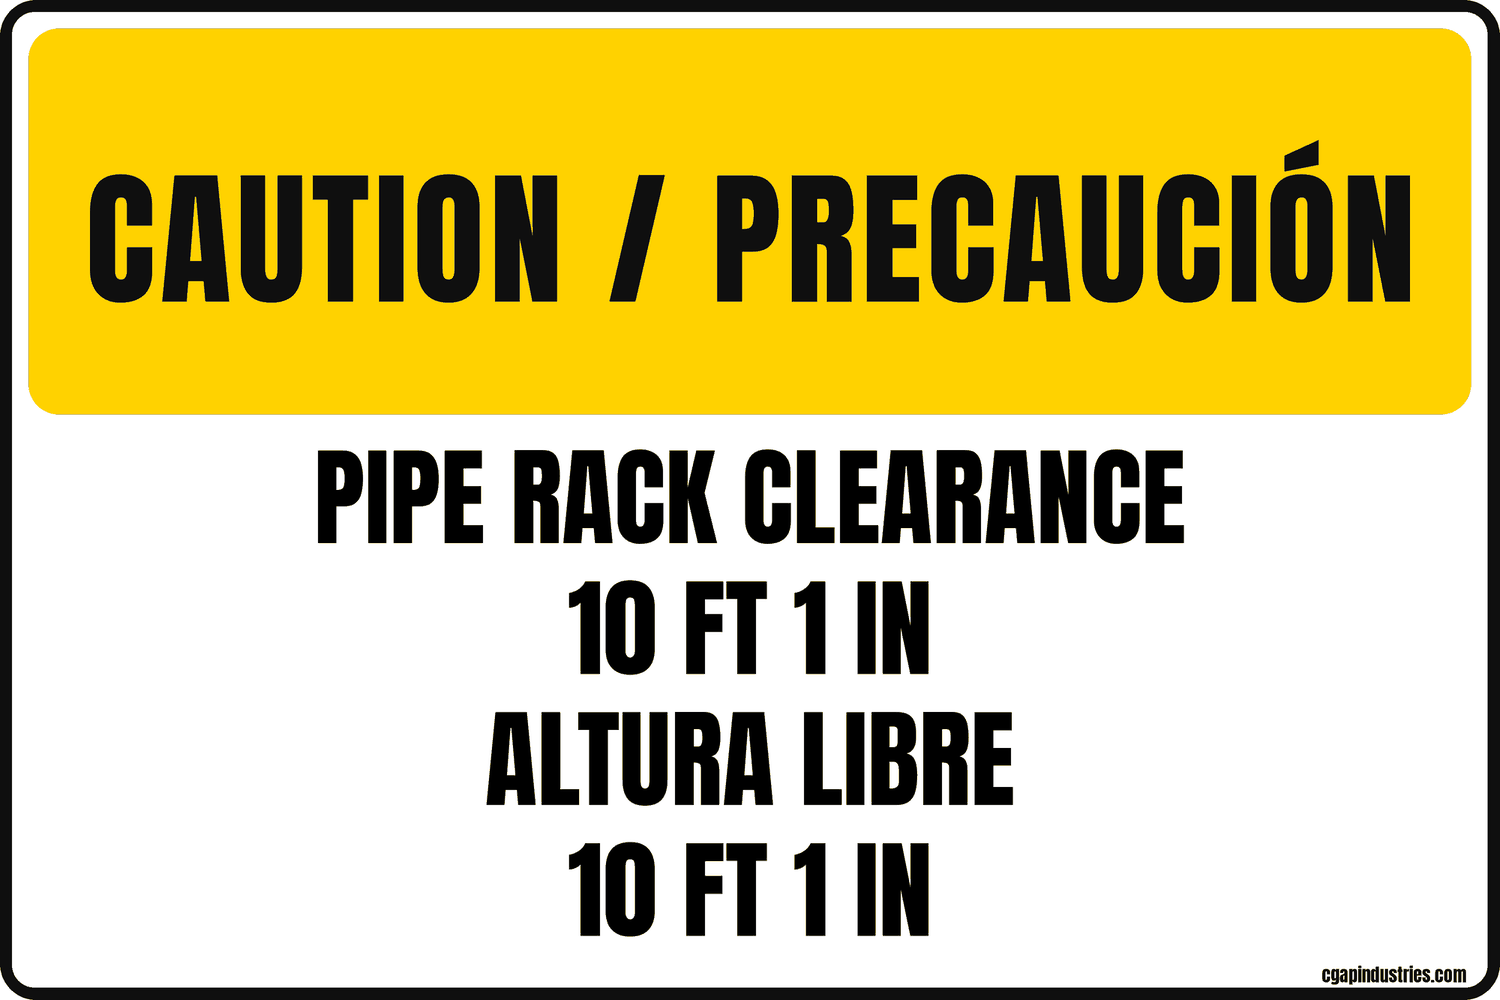 CAUTION / PRECAUCIÓN
PIPE RACK CLEARANCE
10 FT 1 IN
ALTURA LIBRE
10 FT 1 IN
cgapindustries.com